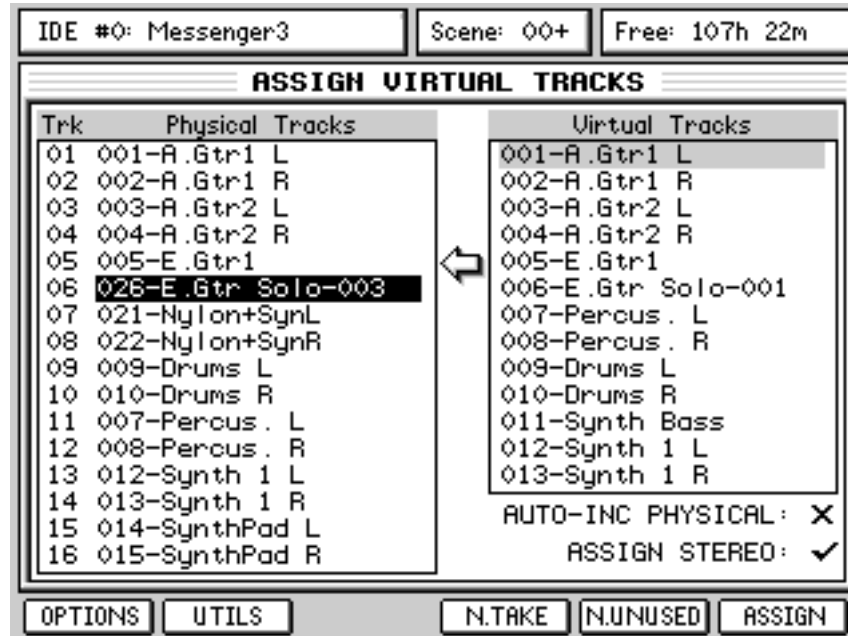 IDE #0: Messenger3
Scene: 00+
Free: 107h 22m
ASSIGN VIRTUAL TRACKS
Trk Physical Tracks
01 001-A.Gtr1 L
02 002-A.Gtr1 R
03 003-A.Gtr2 L
04 004-A.Gtr2 R
05 005-E.Gtr1
06 026-E.Gtr Solo-003
07 021-Nylon+SynL
08 022-Nylon+SynR
09 009-Drums L
10 010-Drums R
11 007-Percus. L
12 008-Percus. R
13 012-Synth 1 L
14 013-Synth 1 R
15 014-SynthPad L
16 015-SynthPad R
Virtual Tracks
001-A.Gtr1 L
002-A.Gtr1 R
003-A.Gtr2 L
004-A.Gtr2 R
005-E.Gtr1
006-E.Gtr Solo-001
007-Percus. L
008-Percus. R
009-Drums L
010-Drums R
011-Synth Bass
012-Synth 1 L
013-Synth 1 R
AUTO-INC PHYSICAL:
ASSIGN STEREO:
OPTIONS
UTILS
N.TAKE
N.UNUSED
ASSIGN